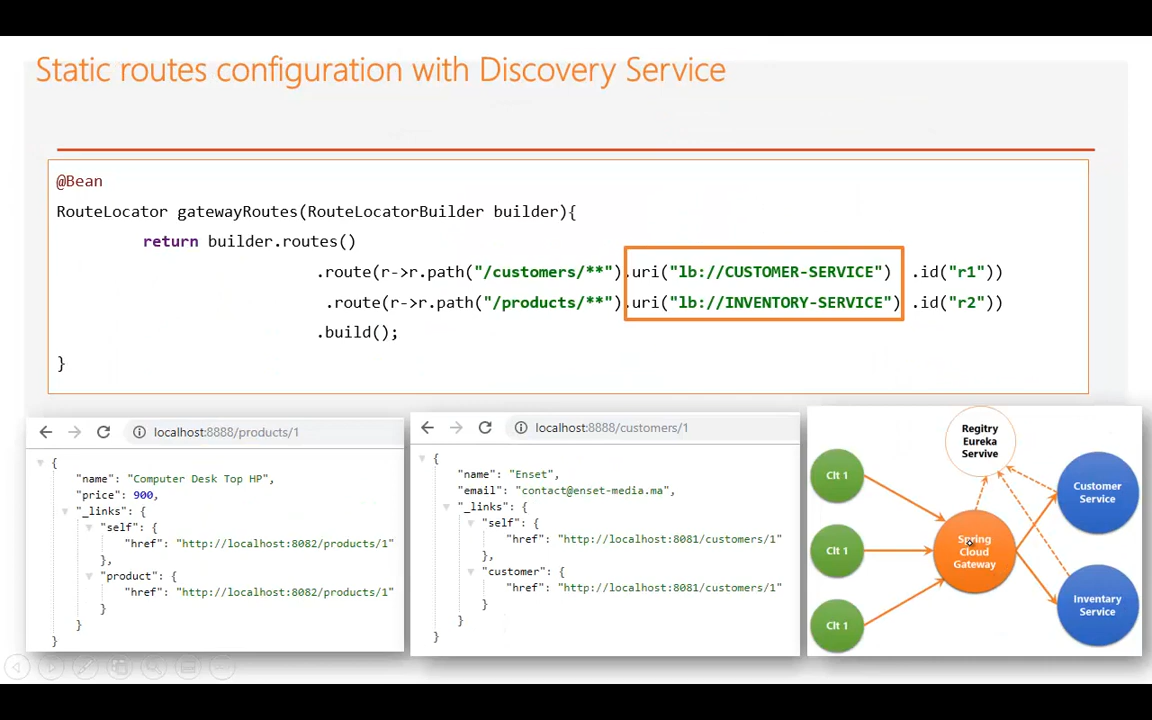 Static routes configuration with Discovery Service
@Bean
RouteLocator gatewayRoutes(RouteLocatorBuilder builder){
return builder.routes()
.route(r->r.path("/customers/**").uri("lb://CUSTOMER-SERVICE") .id("r1"))
.route(r->r.path("/products/**").uri("lb://INVENTORY-SERVICE") .id("r2"))
.build();
}
localhost:8888/products/1
{
"name": "Computer Desk Top HP",
"price": 900,
"_links": {
"self": {
"href": "http://localhost:8082/products/1"
},
"product": {
"href": "http://localhost:8082/products/1"
}
}
}
localhost:8888/customers/1
{
"name": "Enset",
"email": "contact@enset-media.ma",
"_links": {
"self": {
"href": "http://localhost:8081/customers/1"
},
"customer": {
"href": "http://localhost:8081/customers/1"
}
}
}
Regitry
Eureka
Servive
Clt 1
Clt 1
Clt 1
Spring
Cloud
Gateway
Customer
Service
Inventary
Service